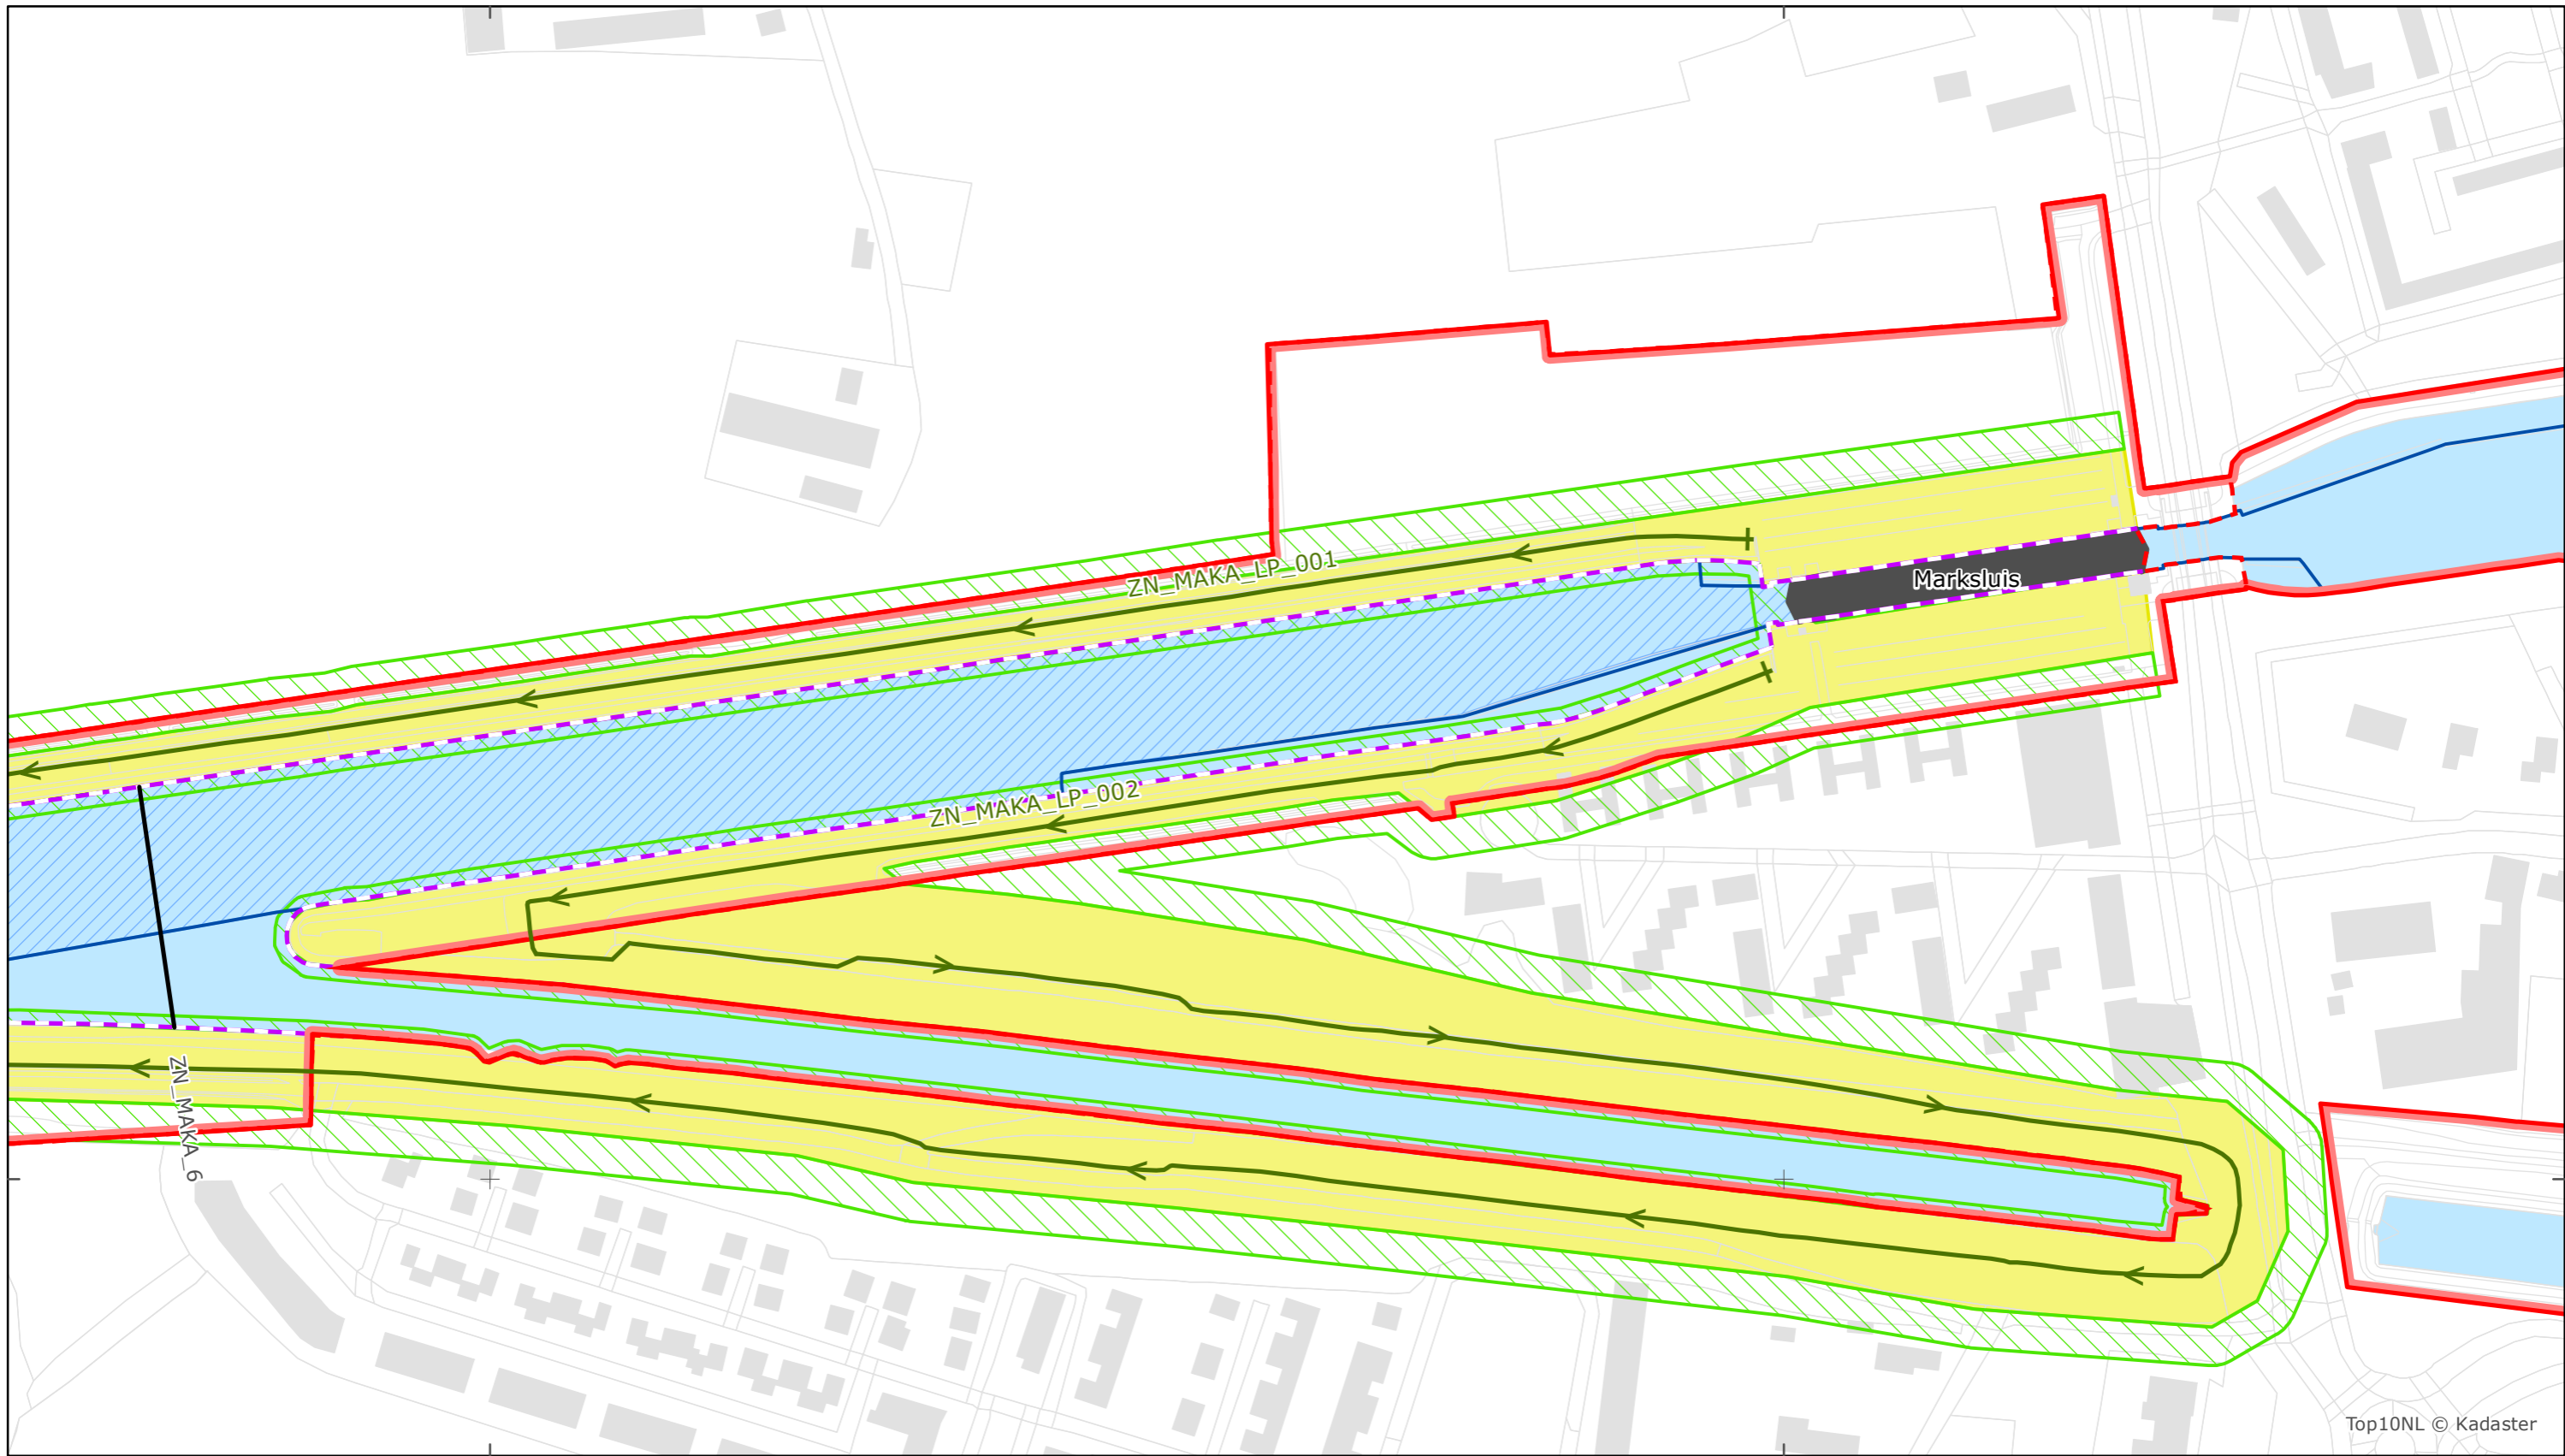 ZN_MAKA_LP_001
Marksluis
ZN_MAKA_LP_002
ZN_MAKA_6
Top10NL © Kadaster